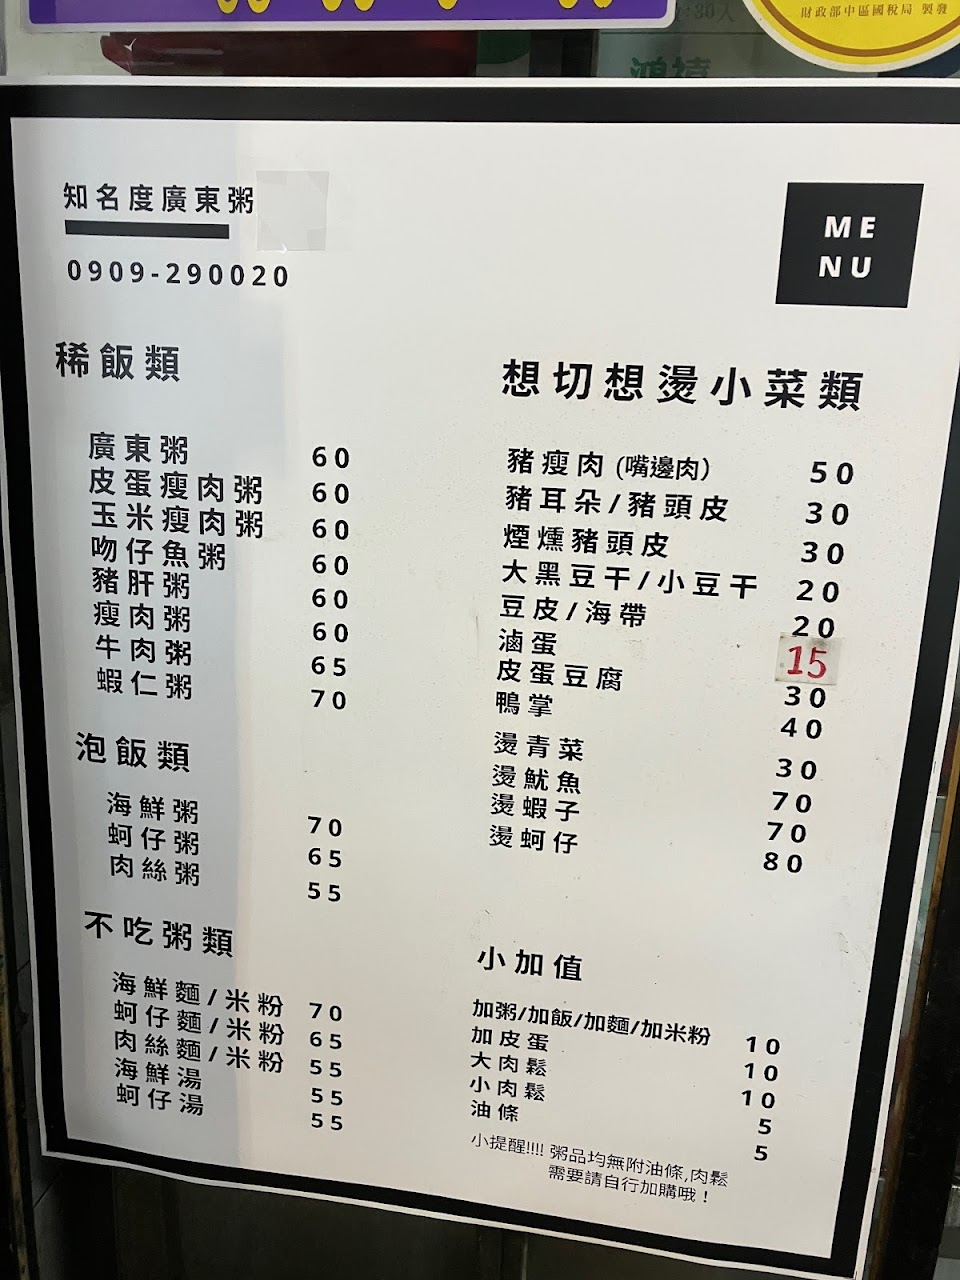 :30人
財政部中區國稅局 製發
知名度廣東粥
0909-290020
ME
NU
稀飯類
廣東粥 60
皮蛋瘦肉粥 60
玉米瘦肉粥 60
吻仔魚粥 60
豬肝粥 60
瘦肉粥 60
牛肉粥 65
蝦仁粥 70
泡飯類
海鮮粥 70
蚵仔粥 65
肉絲粥 55
不吃粥類
海鮮麵/米粉 70
蚵仔麵/米粉 65
肉絲麵/米粉 55
海鮮湯 55
蚵仔湯 55
想切想燙小菜類
豬瘦肉(嘴邊肉) 50
豬耳朵/豬頭皮 30
煙燻豬頭皮 30
大黑豆干/小豆干 20
豆皮/海帶 20
滷蛋 15
皮蛋豆腐 30
鴨掌 40
燙青菜 30
燙魷魚 70
燙蝦子 70
燙蚵仔 80
小加值
加粥/加飯/加麵/加米粉 10
加皮蛋 10
大肉鬆 10
小肉鬆 5
油條 5
小提醒!!!! 粥品均無附油條,肉鬆
需要請自行加購哦！